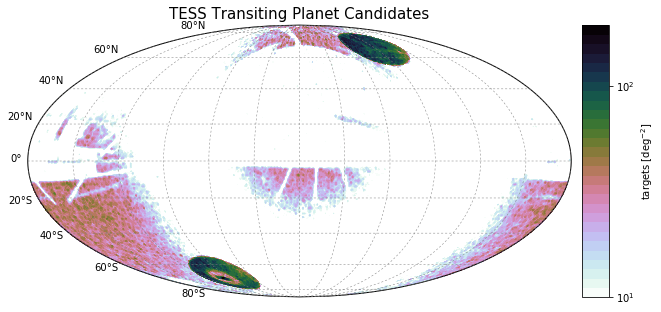 TESS Transiting Planet Candidates
80°N
60°N
40°N
20°N
0°
20°S
40°S
60°S
80°S
10²
10¹
targets [deg⁻²]